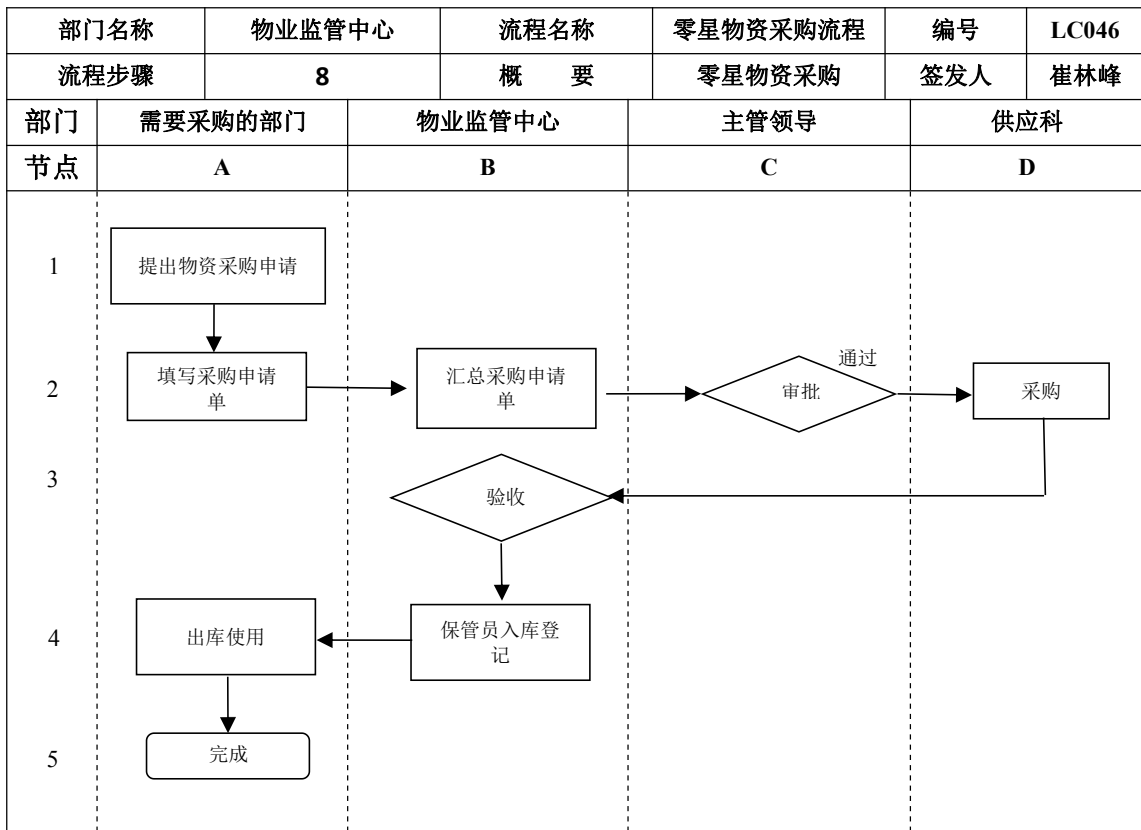 部门名称 物业监管中心 流程名称 零星物资采购流程 编号 LC046
流程步骤 8 概 要 零星物资采购 签发人 崔林峰
部门 需要采购的部门 物业监管中心 主管领导 供应科
节点 A B C D
1 提出物资采购申请
通过
2 填写采购申请 汇总采购申请 审批 采购
单 单
3 验收
4 出库使用 保管员入库登
记
5 完成